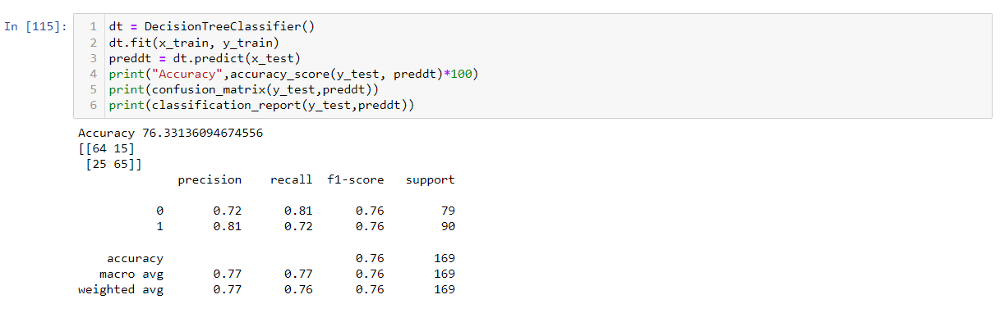 In [115]:
1 dt = DecisionTreeClassifier()
2 dt.fit(x_train, y_train)
3 preddt = dt.predict(x_test)
4 print("Accuracy",accuracy_score(y_test, preddt)*100)
5 print(confusion_matrix(y_test,preddt))
6 print(classification_report(y_test,preddt))
Accuracy 76.33136094674556
[[64 15]
 [25 65]]
              precision    recall  f1-score   support

           0       0.72      0.81      0.76        79
           1       0.81      0.72      0.76        90

    accuracy                           0.76       169
   macro avg       0.77      0.77      0.76       169
weighted avg       0.77      0.76      0.76       169